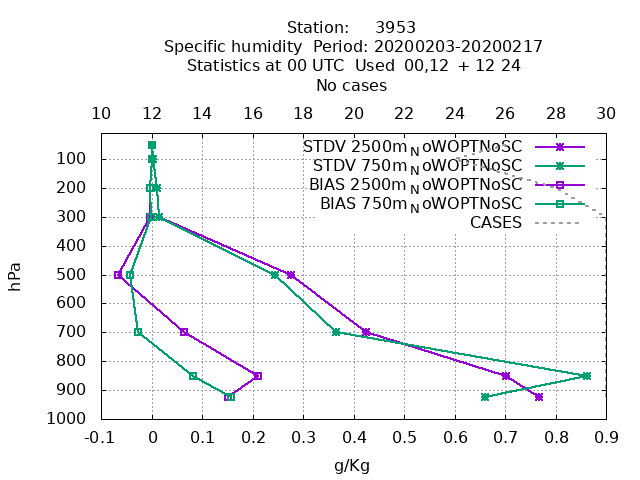 Station: 3953
Specific humidity Period: 20200203-20200217
Statistics at 00 UTC Used 00,12 + 12 24
No cases
10 12 14 16 18 20 22 24 26 28 30
STDV 2500m_NoWOPTNoSC
STDV 750m_NoWOPTNoSC
BIAS 2500m_NoWOPTNoSC
BIAS 750m_NoWOPTNoSC
CASES
hPa
100
200
300
400
500
600
700
800
900
1000
-0.1 0 0.1 0.2 0.3 0.4 0.5 0.6 0.7 0.8 0.9
g/Kg